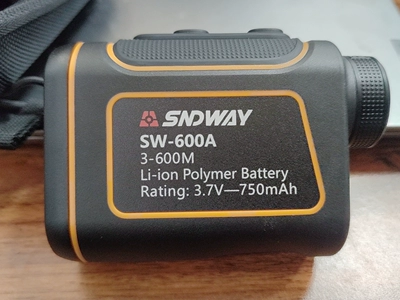 SNDWAY
SW-600A
3-600M
Li-ion Polymer Battery
Rating: 3.7V—750mAh